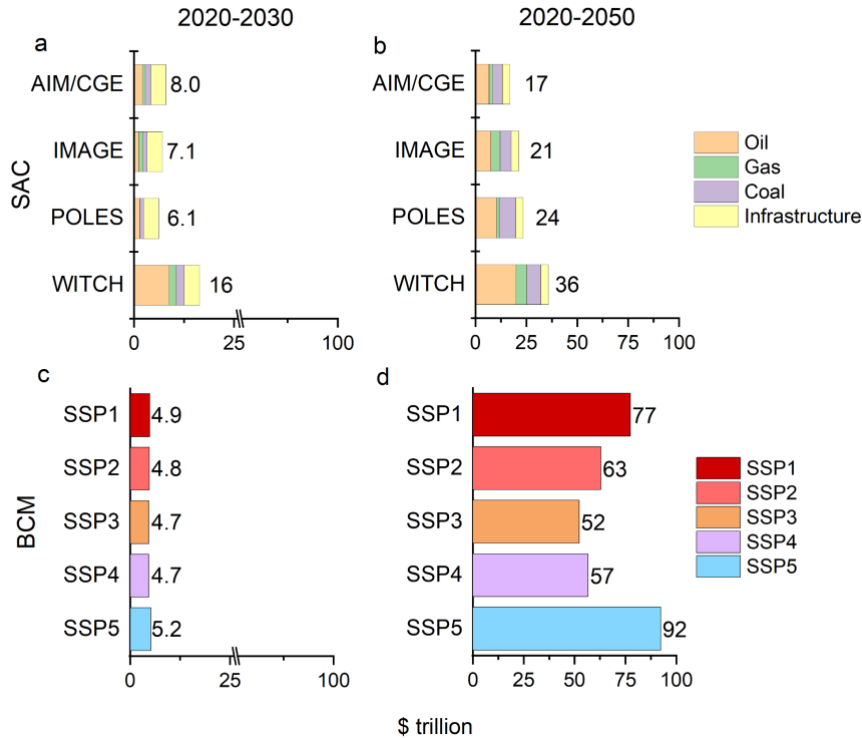 2020-2030
2020-2050
a
b
SAC
AIM/CGE
8.0
IMAGE
7.1
POLES
6.1
WITCH
16
0
25
100
AIM/CGE
17
IMAGE
21
POLES
24
WITCH
36
0
25
50
75
100
Oil
Gas
Coal
Infrastructure
c
d
BCM
SSP1
4.9
SSP2
4.8
SSP3
4.7
SSP4
4.7
SSP5
5.2
0
25
100
SSP1
77
SSP2
63
SSP3
52
SSP4
57
SSP5
92
0
25
50
75
100
SSP1
SSP2
SSP3
SSP4
SSP5
$ trillion